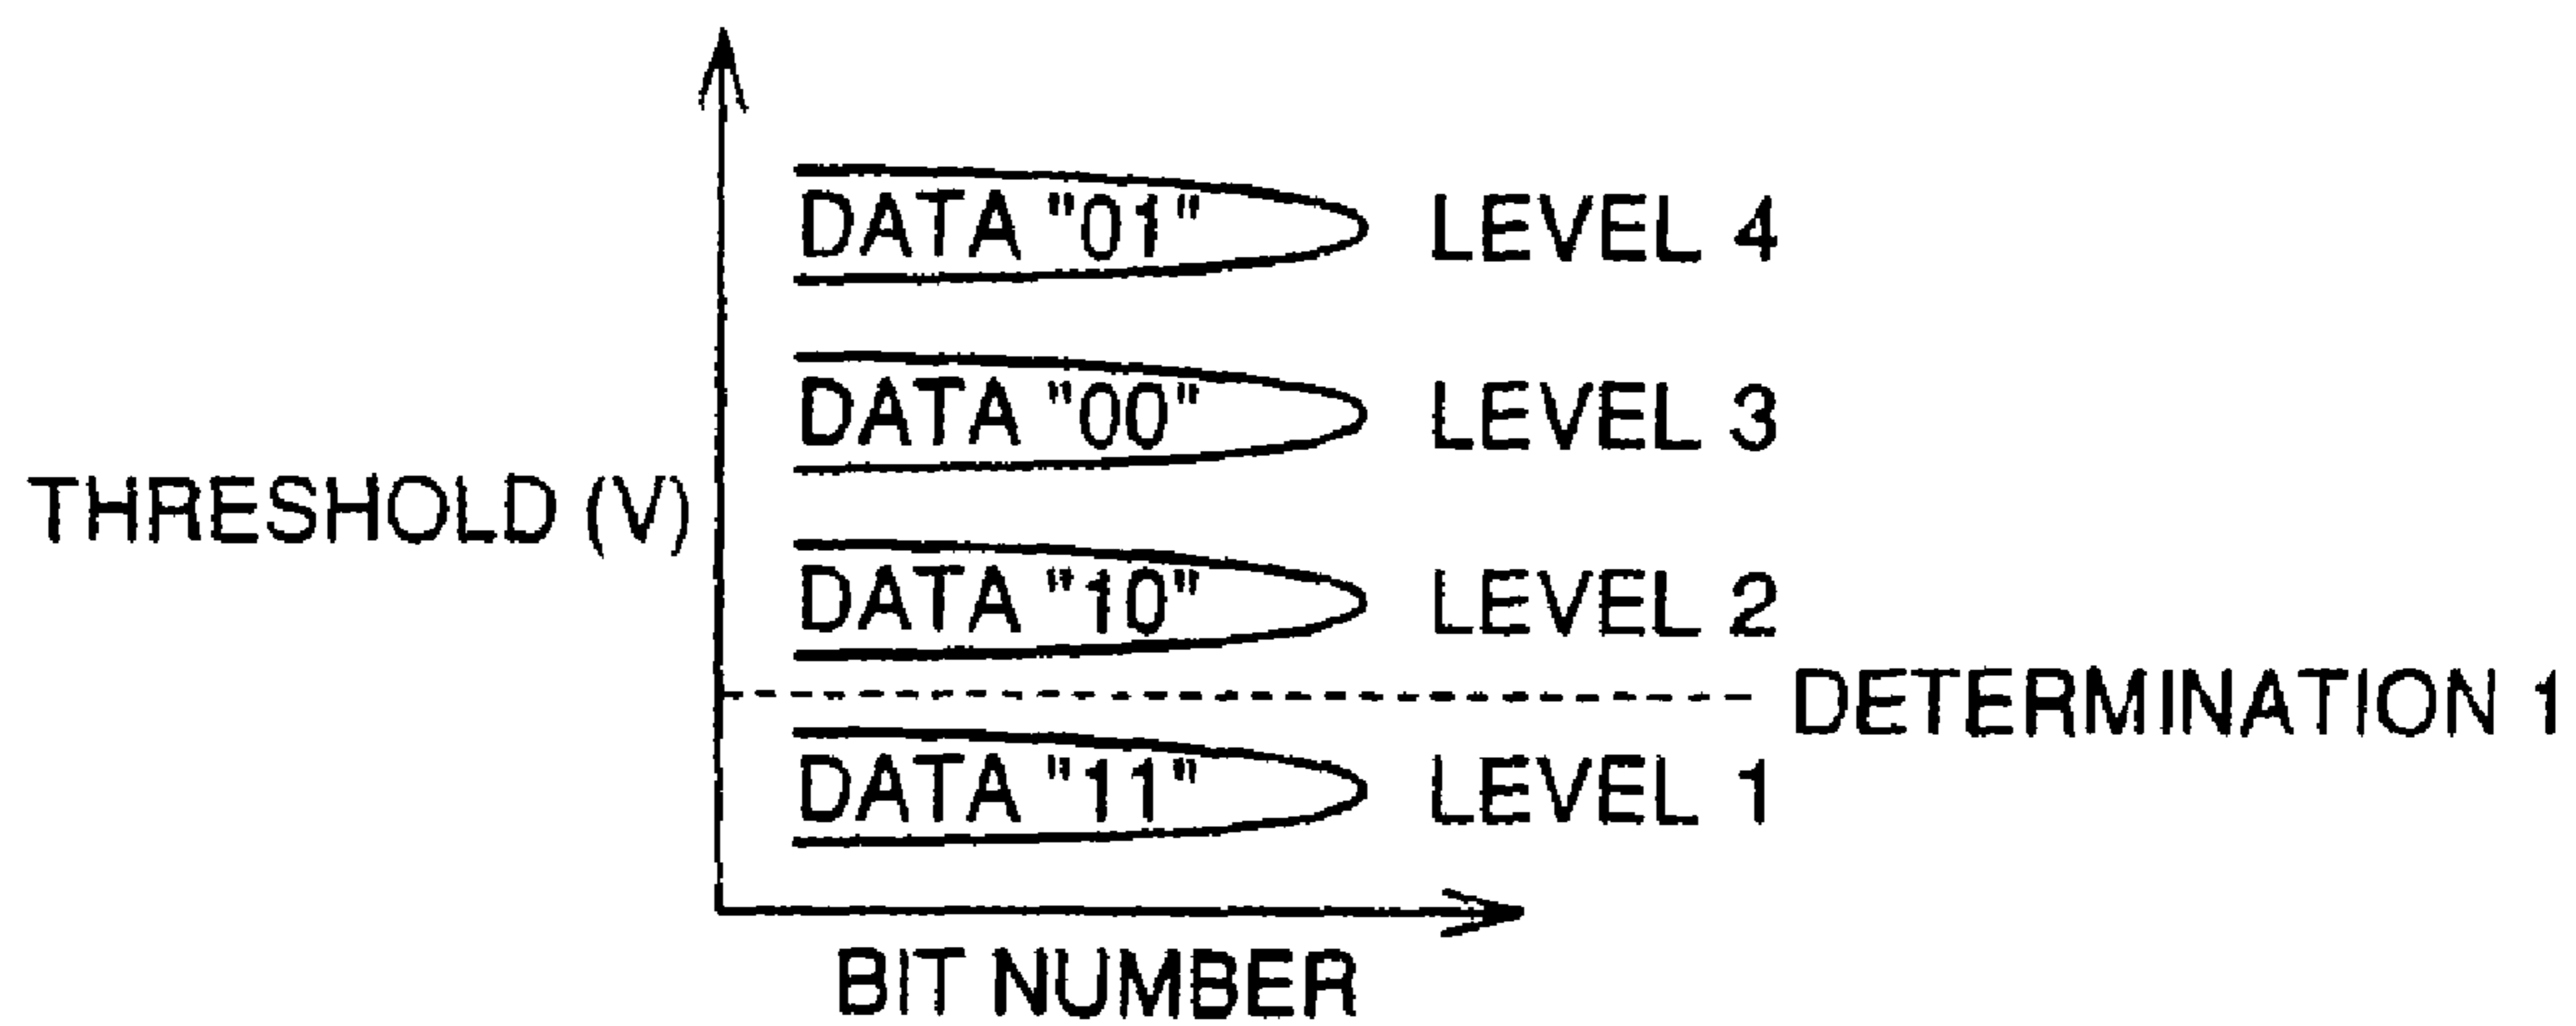 DATA "01" LEVEL 4
DATA "00" LEVEL 3
THRESHOLD (V)
DATA "10" LEVEL 2
DETERMINATION 1
DATA "11" LEVEL 1
BIT NUMBER